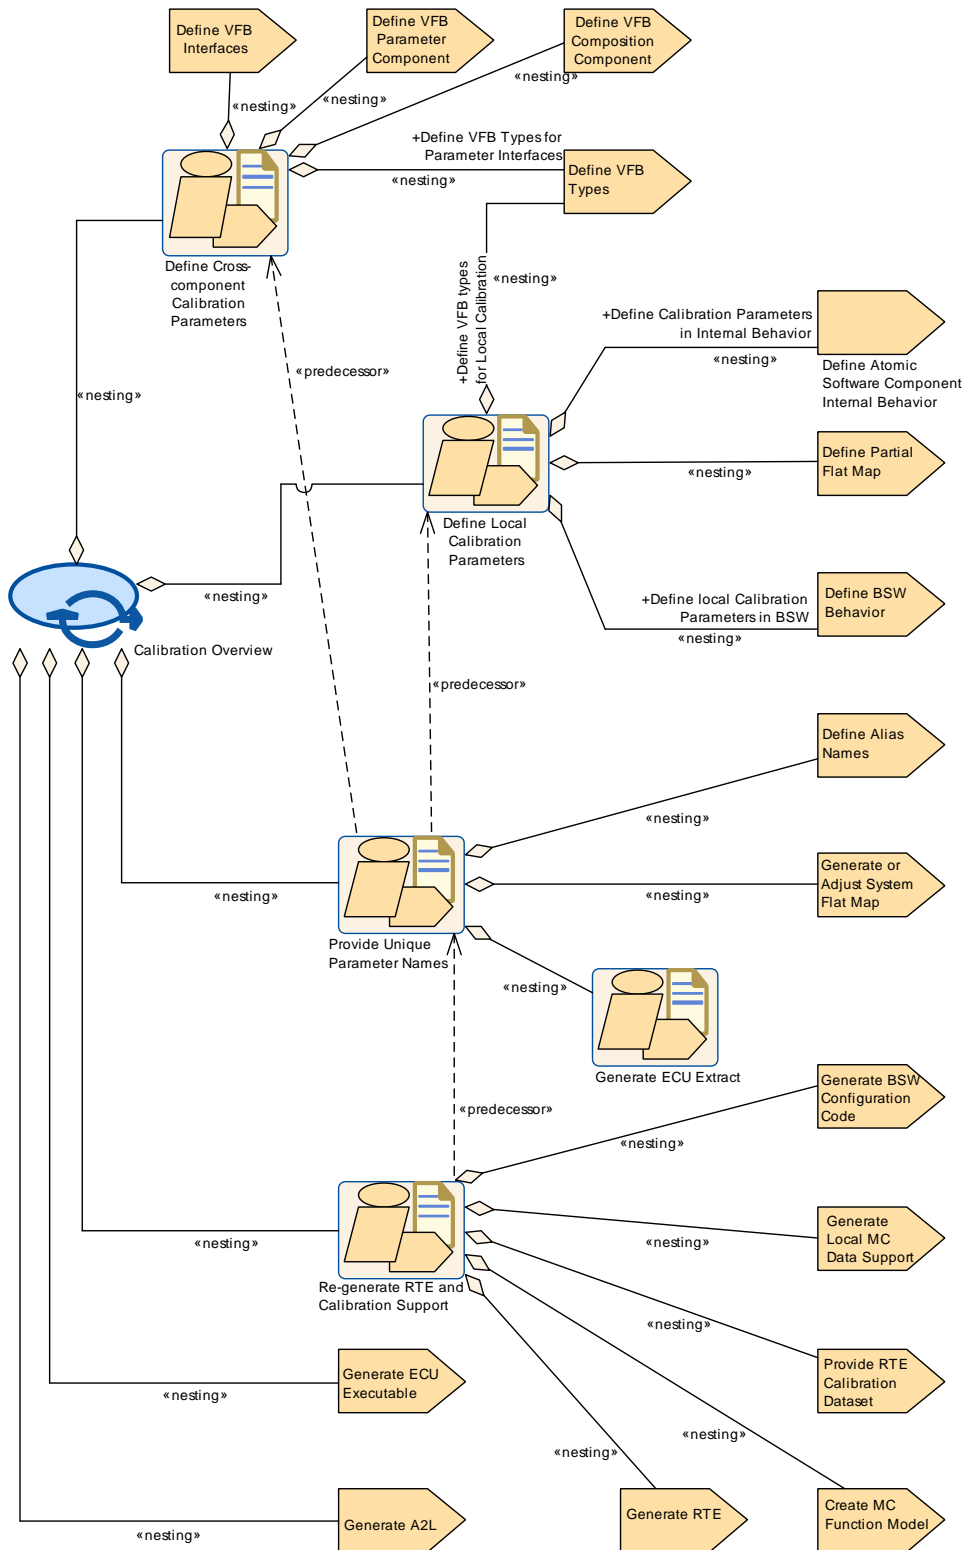 Define VFB
Interfaces
Define VFB
Parameter
Component
Define VFB
Composition
Component
«nesting»
«nesting»
«nesting»
+Define VFB Types for
Parameter Interfaces
«nesting»
Define VFB
Types
Define Cross-
component
Calibration
Parameters
+Define VFB types
for Local Calibration
«nesting»
+Define Calibration Parameters
in Internal Behavior
«nesting»
Define Atomic
Software Component
Internal Behavior
«predecessor»
«nesting»
Define Partial
Flat Map
«nesting»
Define Local
Calibration
Parameters
«nesting»
+Define local Calibration
Parameters in BSW
«nesting»
Define BSW
Behavior
Calibration Overview
«predecessor»
Define Alias
Names
«nesting»
Generate or
Adjust System
Flat Map
«nesting»
«nesting»
Provide Unique
Parameter Names
«nesting»
Generate ECU Extract
«predecessor»
Generate BSW
Configuration
Code
«nesting»
Generate
Local MC
Data Support
«nesting»
«nesting»
Re-generate RTE and
Calibration Support
«nesting»
Provide RTE
Calibration
Dataset
Generate ECU
Executable
«nesting»
«nesting»
«nesting»
Generate A2L
«nesting»
Generate RTE
Create MC
Function Model